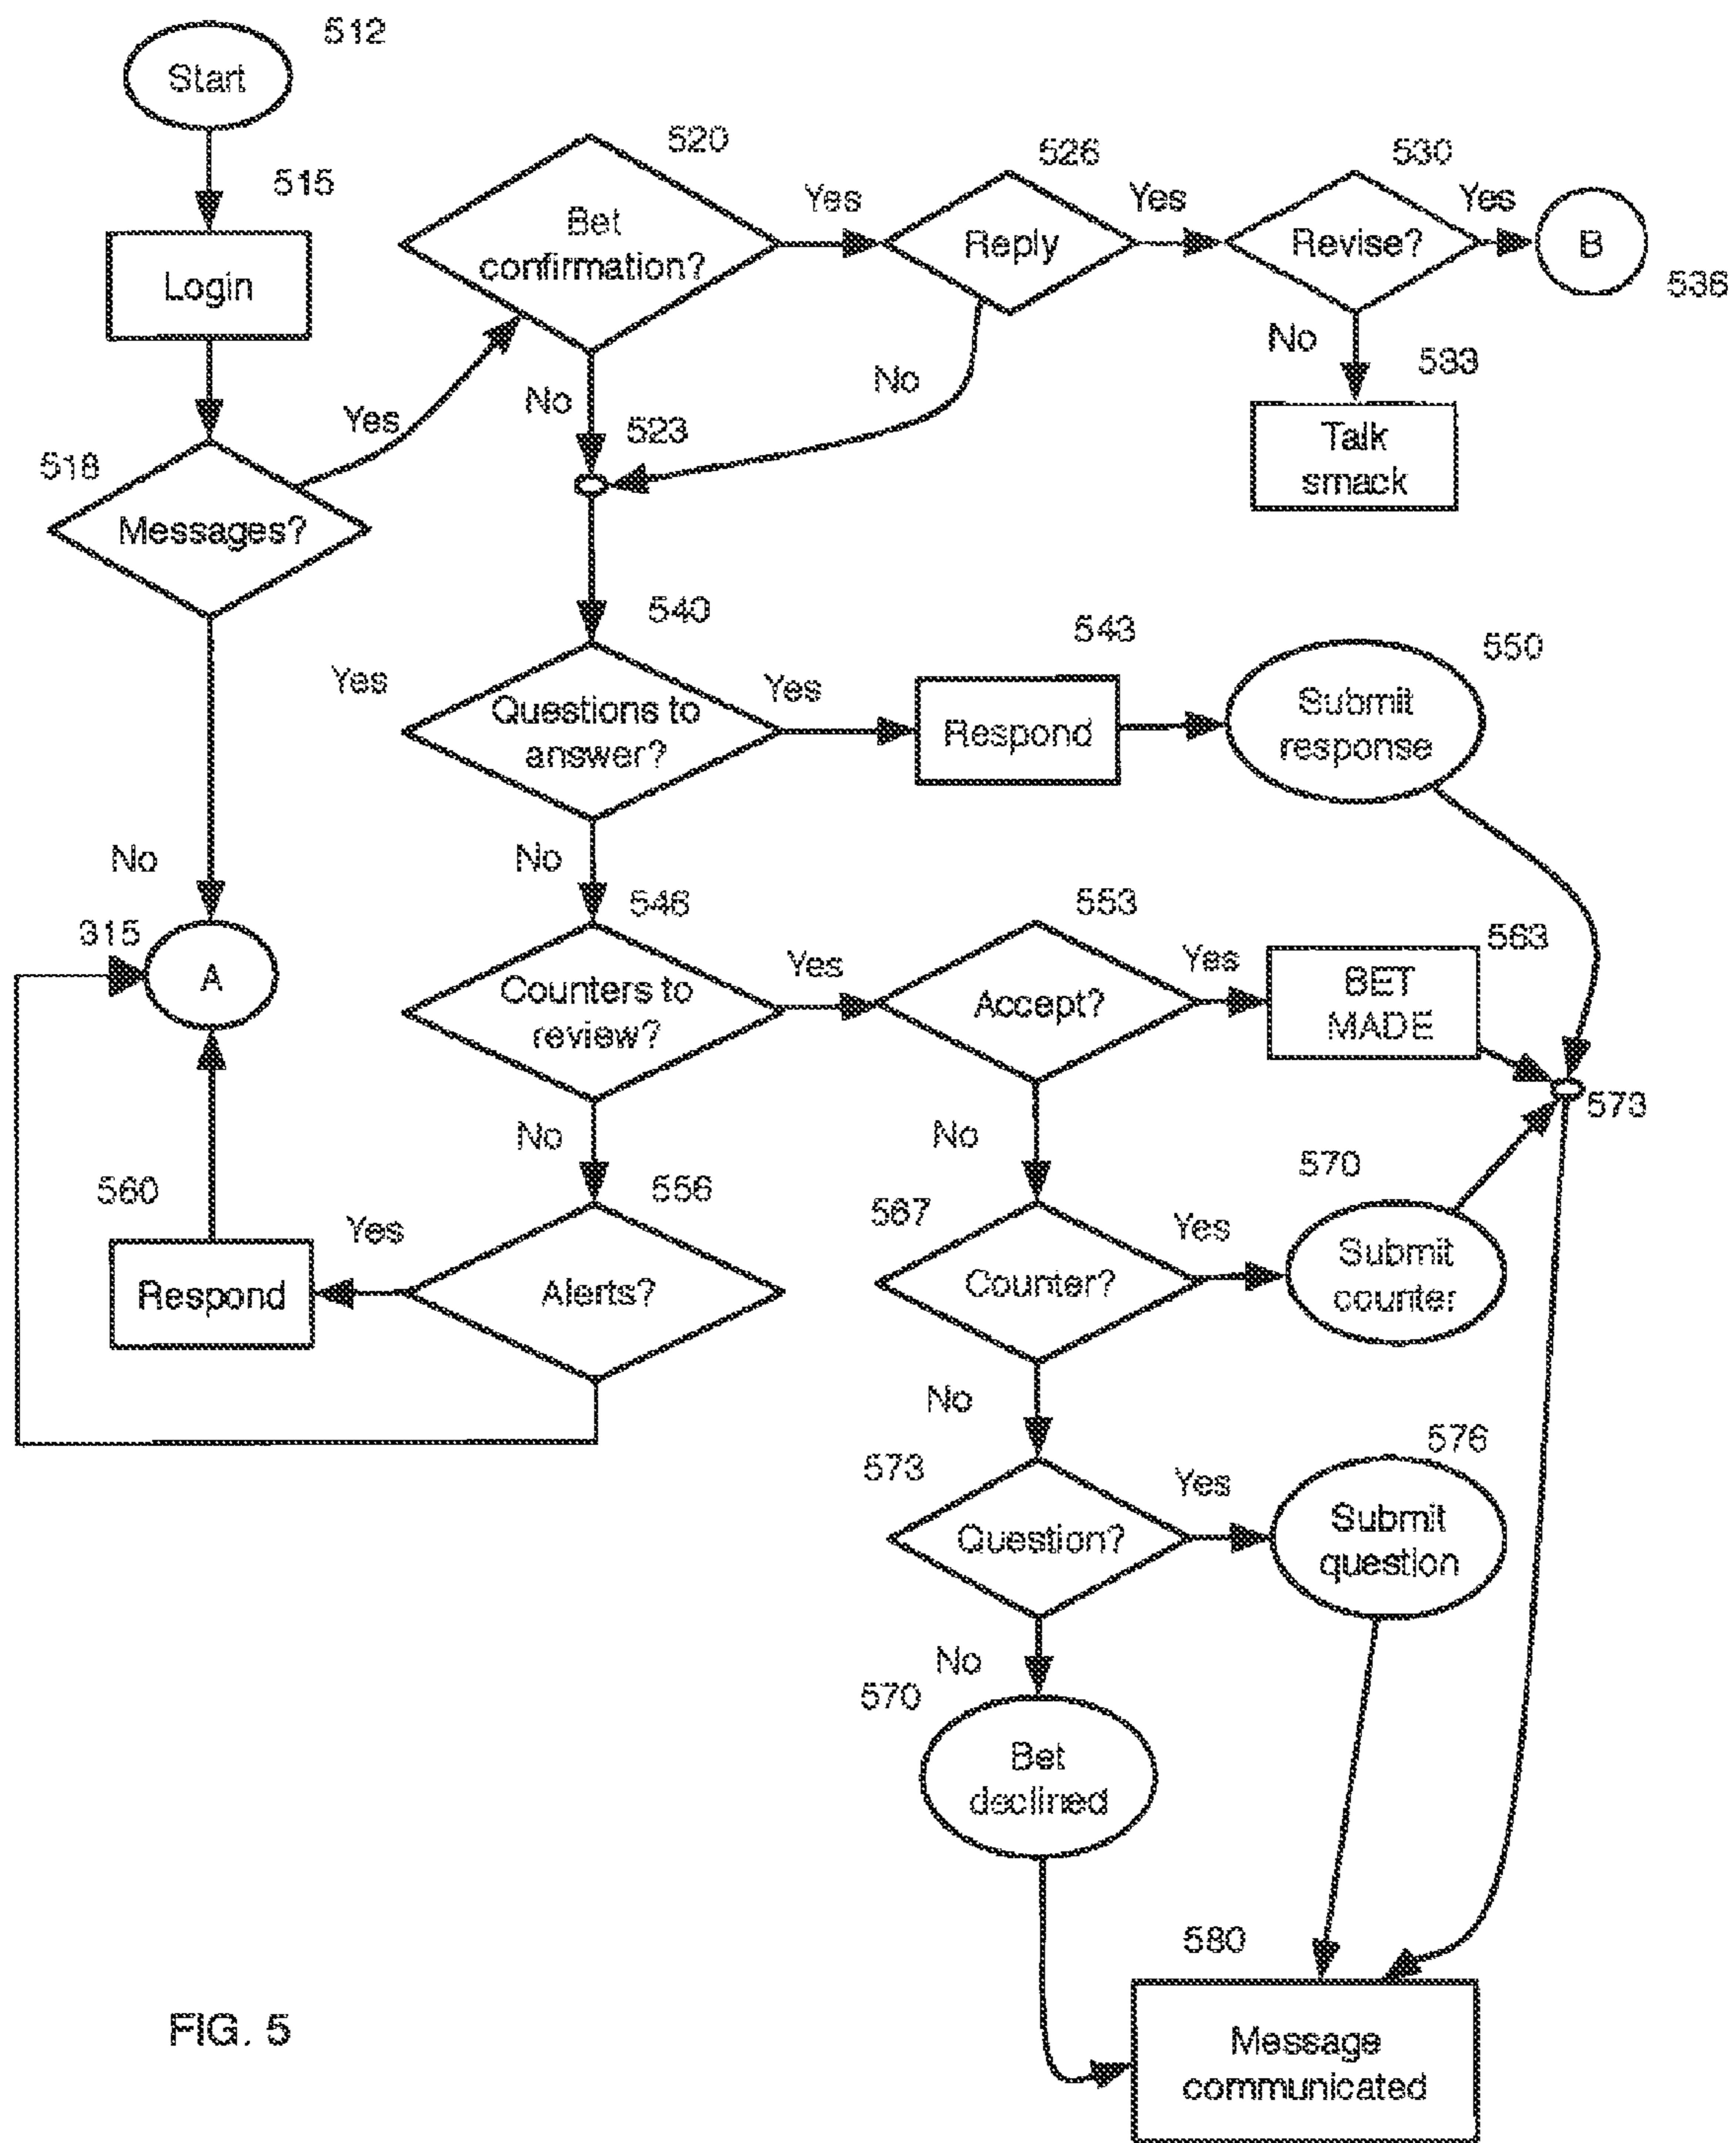 512
Start
515
Login
518
Messages?
Yes
No
315
A
520
Bet
confirmation?
Yes
No
523
526
Reply
Yes
No
530
Revise?
Yes
B
536
No
533
Talk
smack
540
Yes
Questions to
answer?
Yes
543
Respond
550
Submit
response
No
546
Counters to
review?
Yes
553
Accept?
Yes
563
BET
MADE
573
No
556
Alerts?
Yes
560
Respond
No
567
Counter?
Yes
570
Submit
counter
No
573
Question?
Yes
576
Submit
question
No
570
Bet
declined
580
Message
communicated
FIG. 5